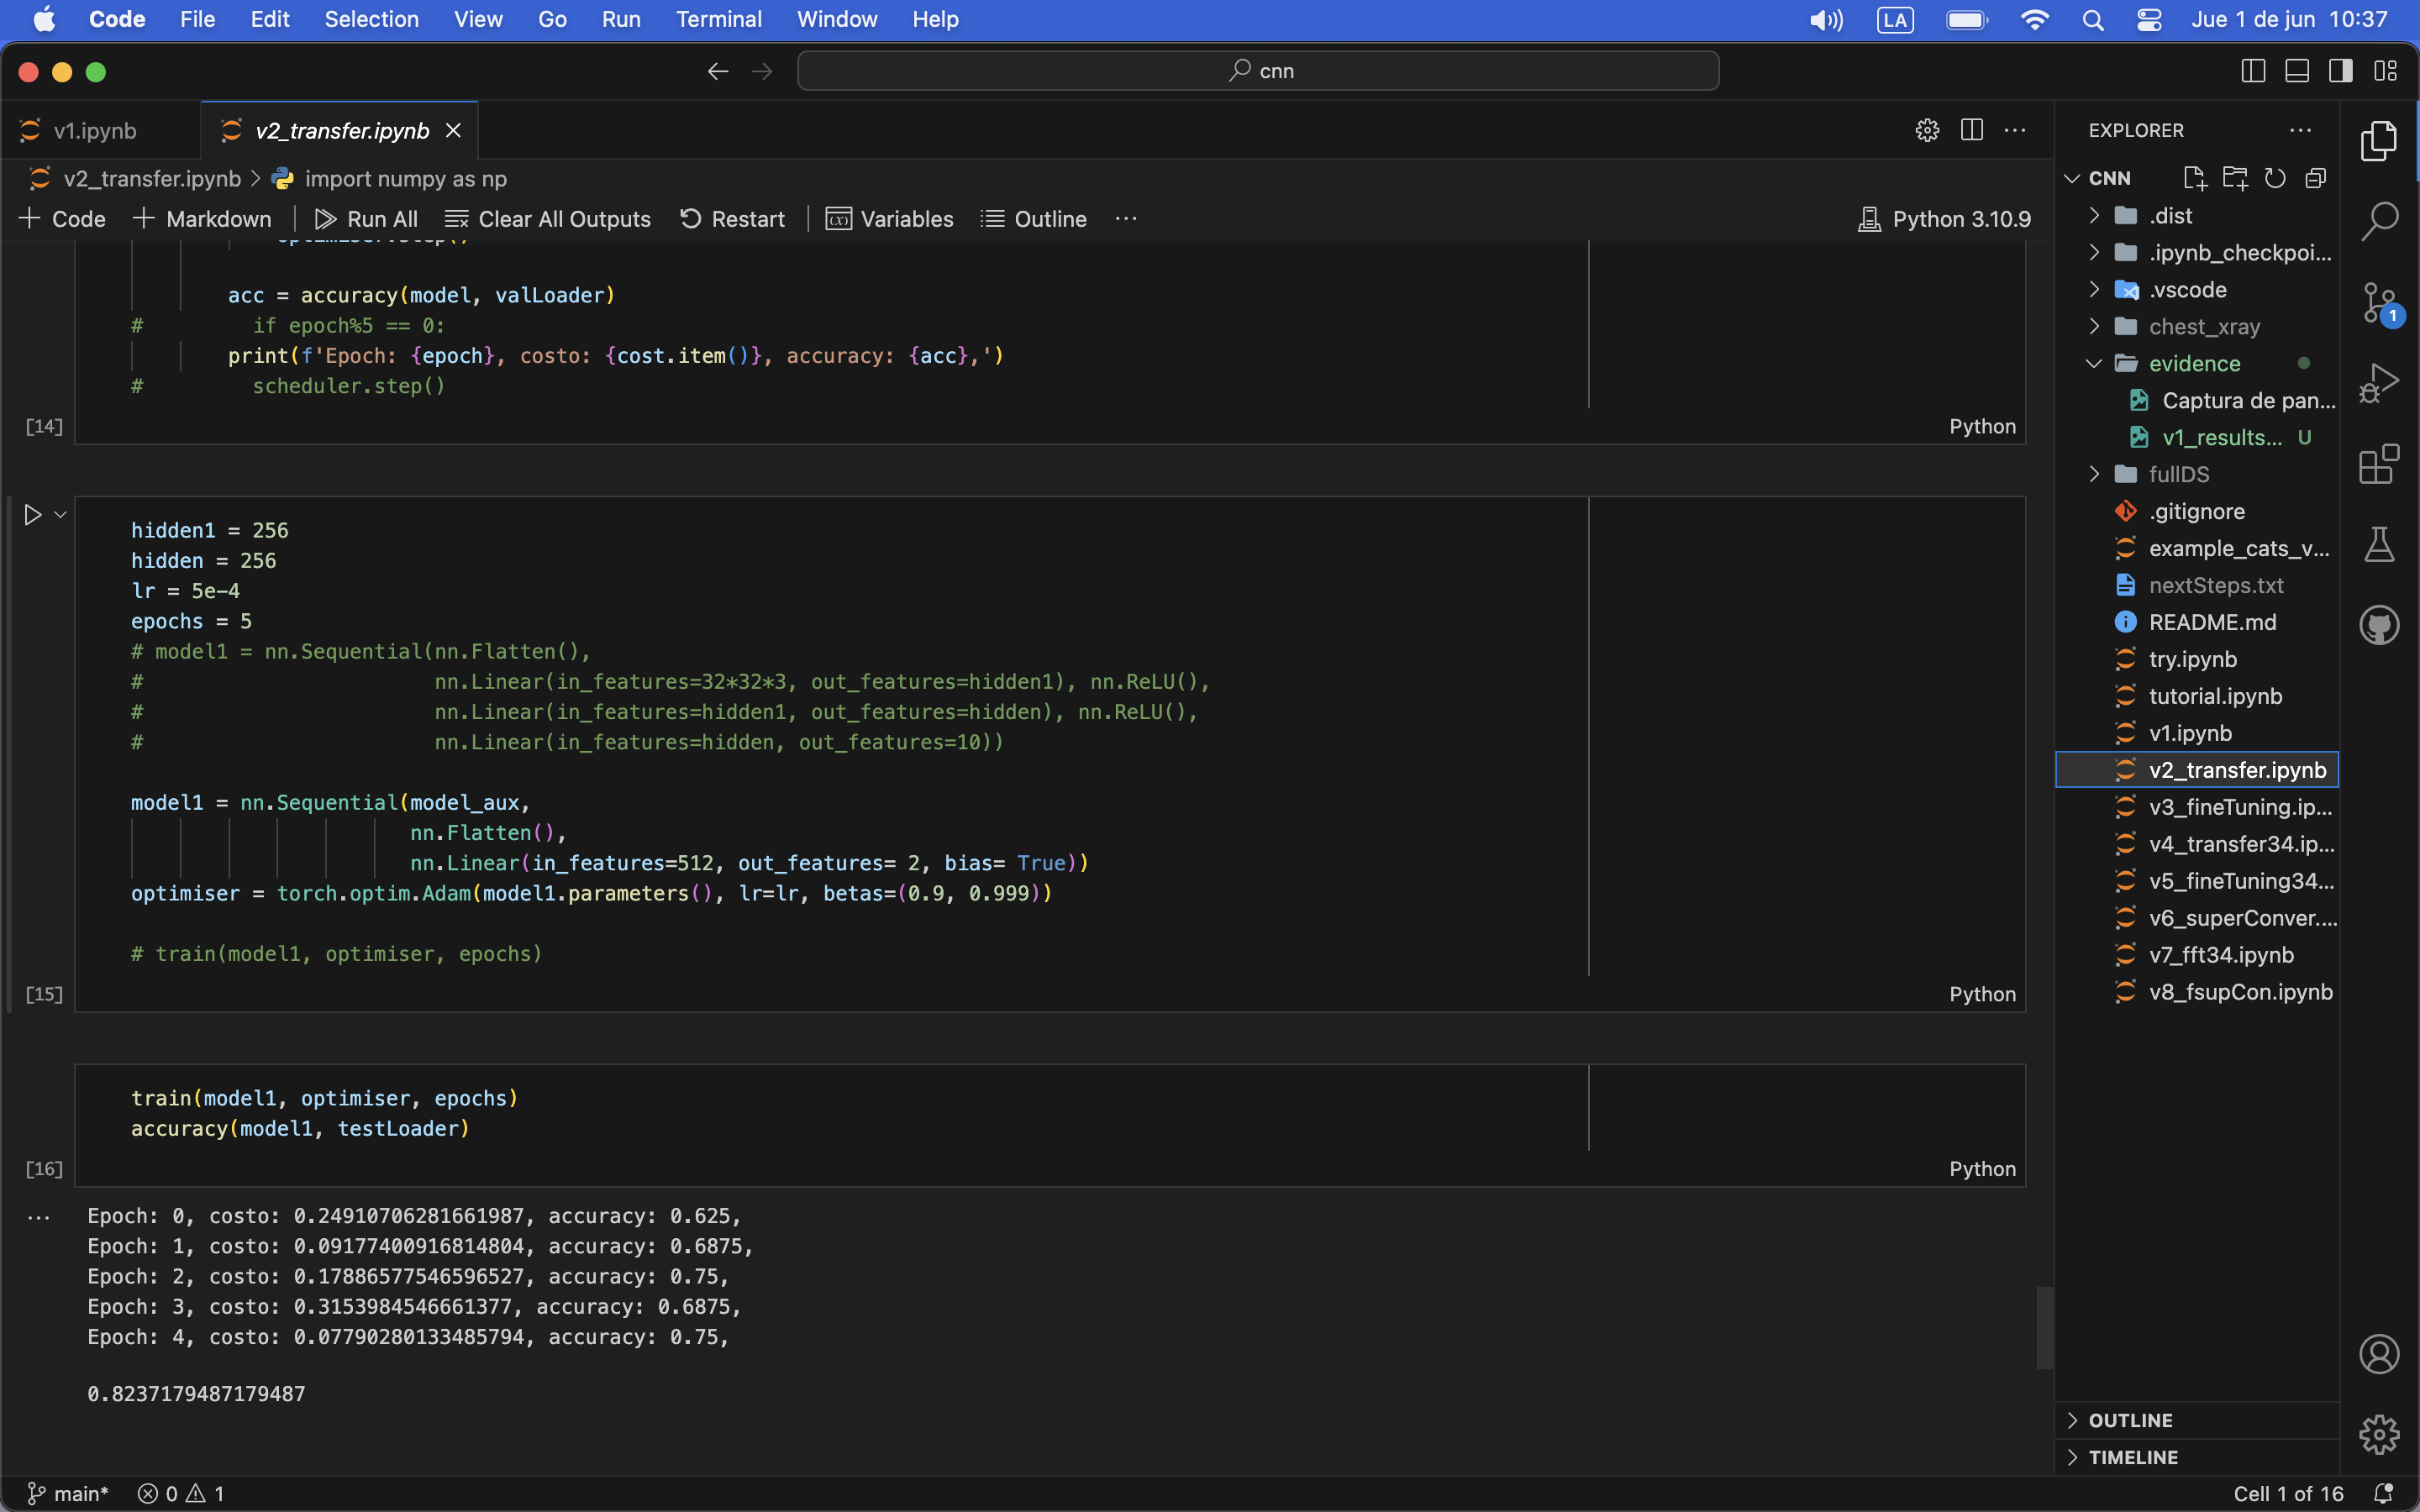 Code File Edit Selection View Go Run Terminal Window Help LA Jue 1 de jun 10:37
cnn
v1.ipynb
v2_transfer.ipynb
v2_transfer.ipynb > import numpy as np
Code Markdown Run All Clear All Outputs Restart Variables Outline ... Python 3.10.9
optimiser.step()
acc = accuracy(model, valLoader)
# if epoch%5 == 0:
print(f'Epoch: {epoch}, costo: {cost.item()}, accuracy: {acc},')
# scheduler.step()
[14]
Python
hidden1 = 256
hidden = 256
lr = 5e-4
epochs = 5
# model1 = nn.Sequential(nn.Flatten(),
# nn.Linear(in_features=32*32*3, out_features=hidden1), nn.ReLU(),
# nn.Linear(in_features=hidden1, out_features=hidden), nn.ReLU(),
# nn.Linear(in_features=hidden, out_features=10))
model1 = nn.Sequential(model_aux,
nn.Flatten(),
nn.Linear(in_features=512, out_features= 2, bias= True))
optimiser = torch.optim.Adam(model1.parameters(), lr=lr, betas=(0.9, 0.999))
# train(model1, optimiser, epochs)
[15]
Python
train(model1, optimiser, epochs)
accuracy(model1, testLoader)
[16]
Python
...
Epoch: 0, costo: 0.24910706281661987, accuracy: 0.625,
Epoch: 1, costo: 0.09177400916814804, accuracy: 0.6875,
Epoch: 2, costo: 0.17886577546596527, accuracy: 0.75,
Epoch: 3, costo: 0.3153984546661377, accuracy: 0.6875,
Epoch: 4, costo: 0.07790280133485794, accuracy: 0.75,
0.8237179487179487
EXPLORER ...
CNN
.dist
.ipynb_checkpoi...
.vscode
chest_xray
evidence
Captura de pan...
v1_results... U
fullDS
.gitignore
example_cats_v...
nextSteps.txt
README.md
try.ipynb
tutorial.ipynb
v1.ipynb
v2_transfer.ipynb
v3_fineTuning.ip...
v4_transfer34.ip...
v5_fineTuning34...
v6_superConver....
v7_fft34.ipynb
v8_fsupCon.ipynb
OUTLINE
TIMELINE
1
main* 0 1
Cell 1 of 16